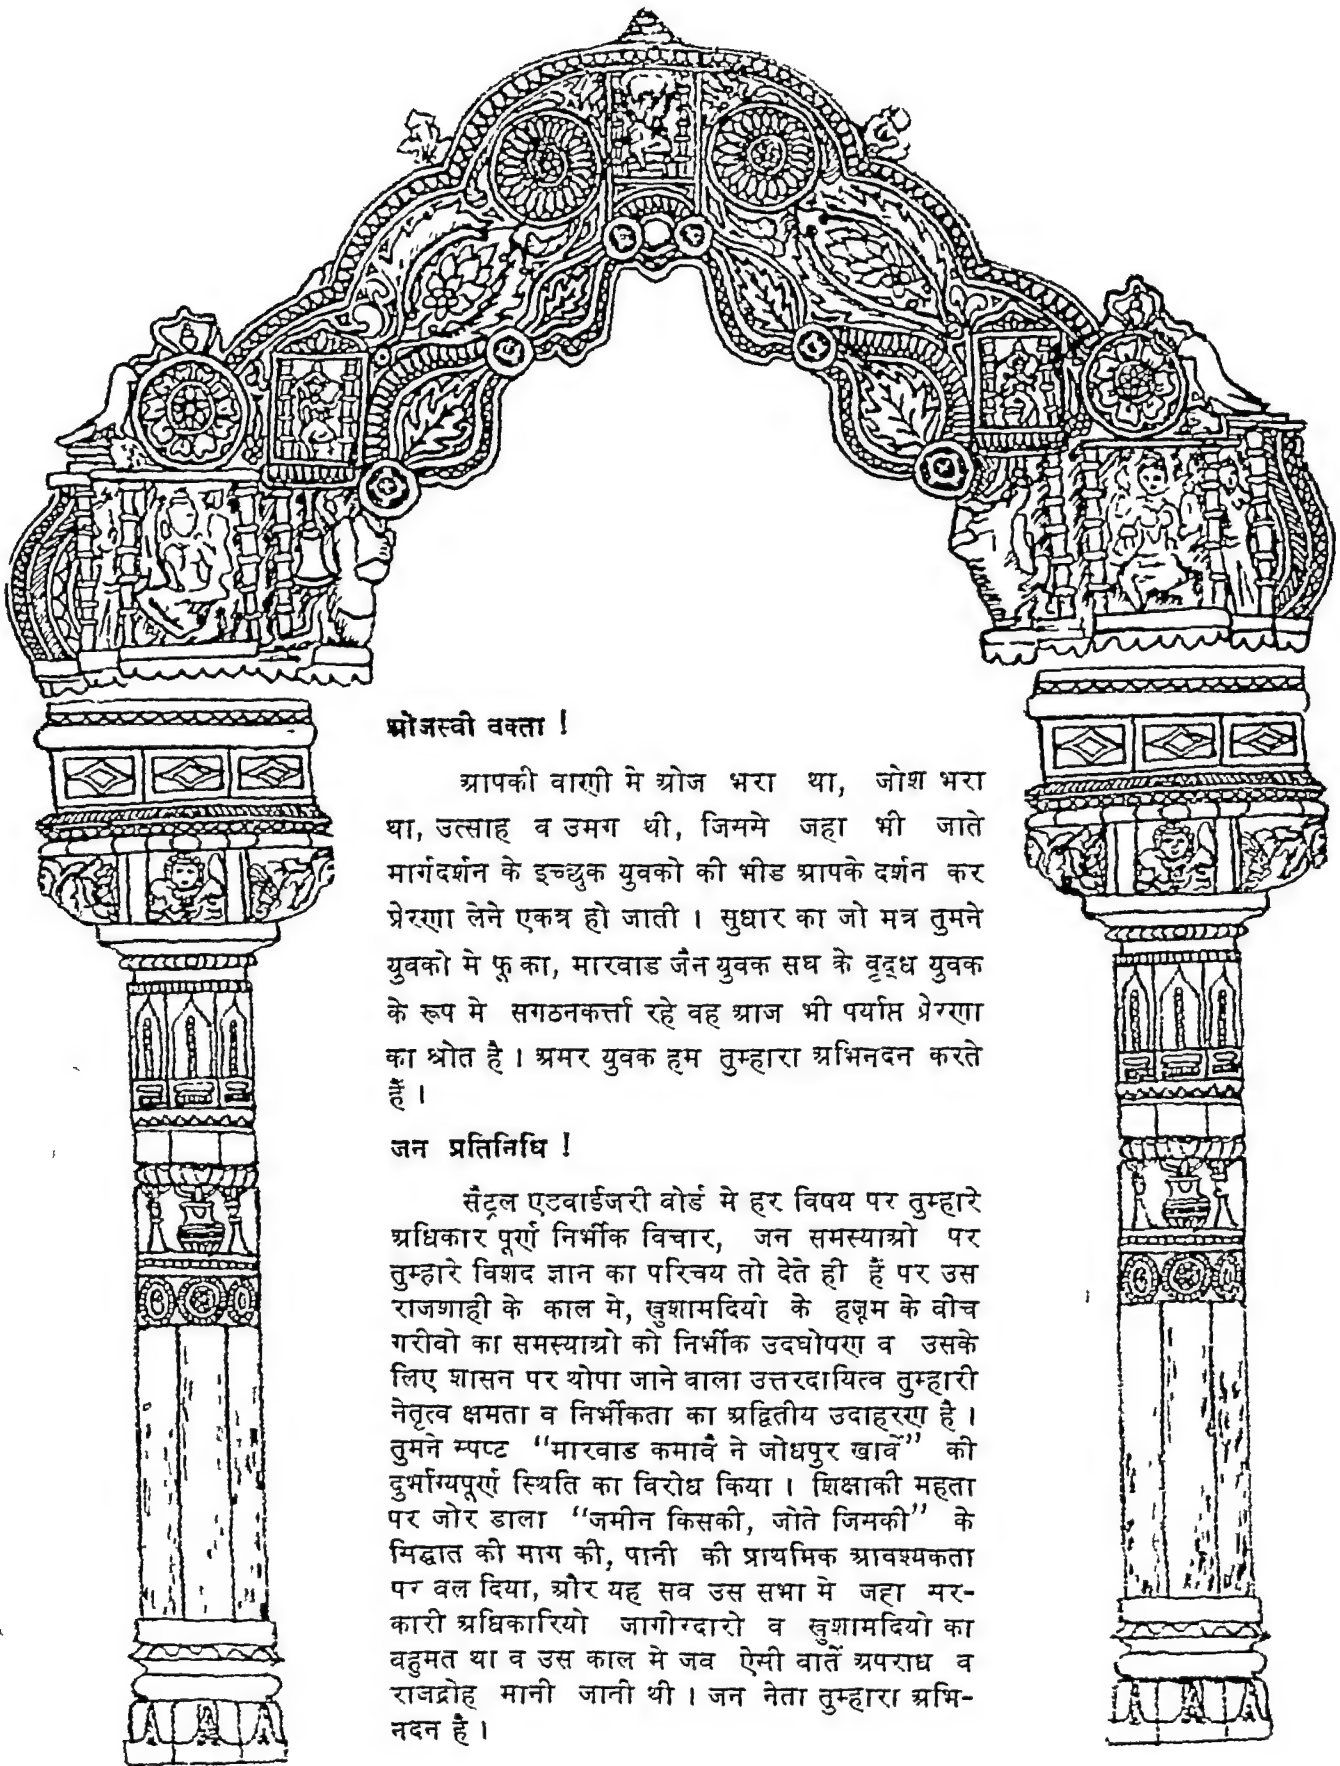 ओजस्वी वक्ता !
आपकी वाणी मे ओज भरा था, जोश भरा
था, उत्साह व उमग थी, जिसमे जहा भी जाते
मार्गदर्शन के इच्छुक युवको की भीड आपके दर्शन कर
प्रेरणा लेने एकत्र हो जाती । सुधार का जो मत्र तुमने
युवको मे फू का, मारवाड जैन युवक सघ के वृद्ध युवक
के रूप मे सगठनकर्त्ता रहे वह आज भी पर्याप्त प्रेरणा
का श्रोत है । अमर युवक हम तुम्हारा अभिनदन करते
हैं ।
जन प्रतिनिधि !
सैंट्रल एडवाईजरी बोर्ड मे हर विषय पर तुम्हारे
अधिकार पूर्ण निर्भीक विचार, जन समस्याओ पर
तुम्हारे विशद ज्ञान का परिचय तो देते ही हैं पर उस
राजशाही के काल मे, खुशामदियो के हजूम के बीच
गरीबो का समस्याओ को निर्भीक उदघोषण व उसके
लिए शासन पर थोपा जाने वाला उत्तरदायित्व तुम्हारी
नेतृत्व क्षमता व निर्भीकता का अद्वितीय उदाहरण है ।
तुमने स्पष्ट “मारवाड कमावै ने जोधपुर खावें” की
दुर्भाग्यपूर्ण स्थिति का विरोध किया । शिक्षाकी महता
पर जोर डाला “जमीन किसकी, जोते जिसकी” के
सिद्धात की माग की, पानी की प्राथमिक आवश्यकता
पर बल दिया, और यह सब उस सभा मे जहा सर-
कारी अधिकारियो जागीरदारो व खुशामदियो का
बहुमत था व उस काल मे जब ऐसी बातें अपराध व
राजद्रोह मानी जानी थी । जन नेता तुम्हारा अभि-
नदन है ।